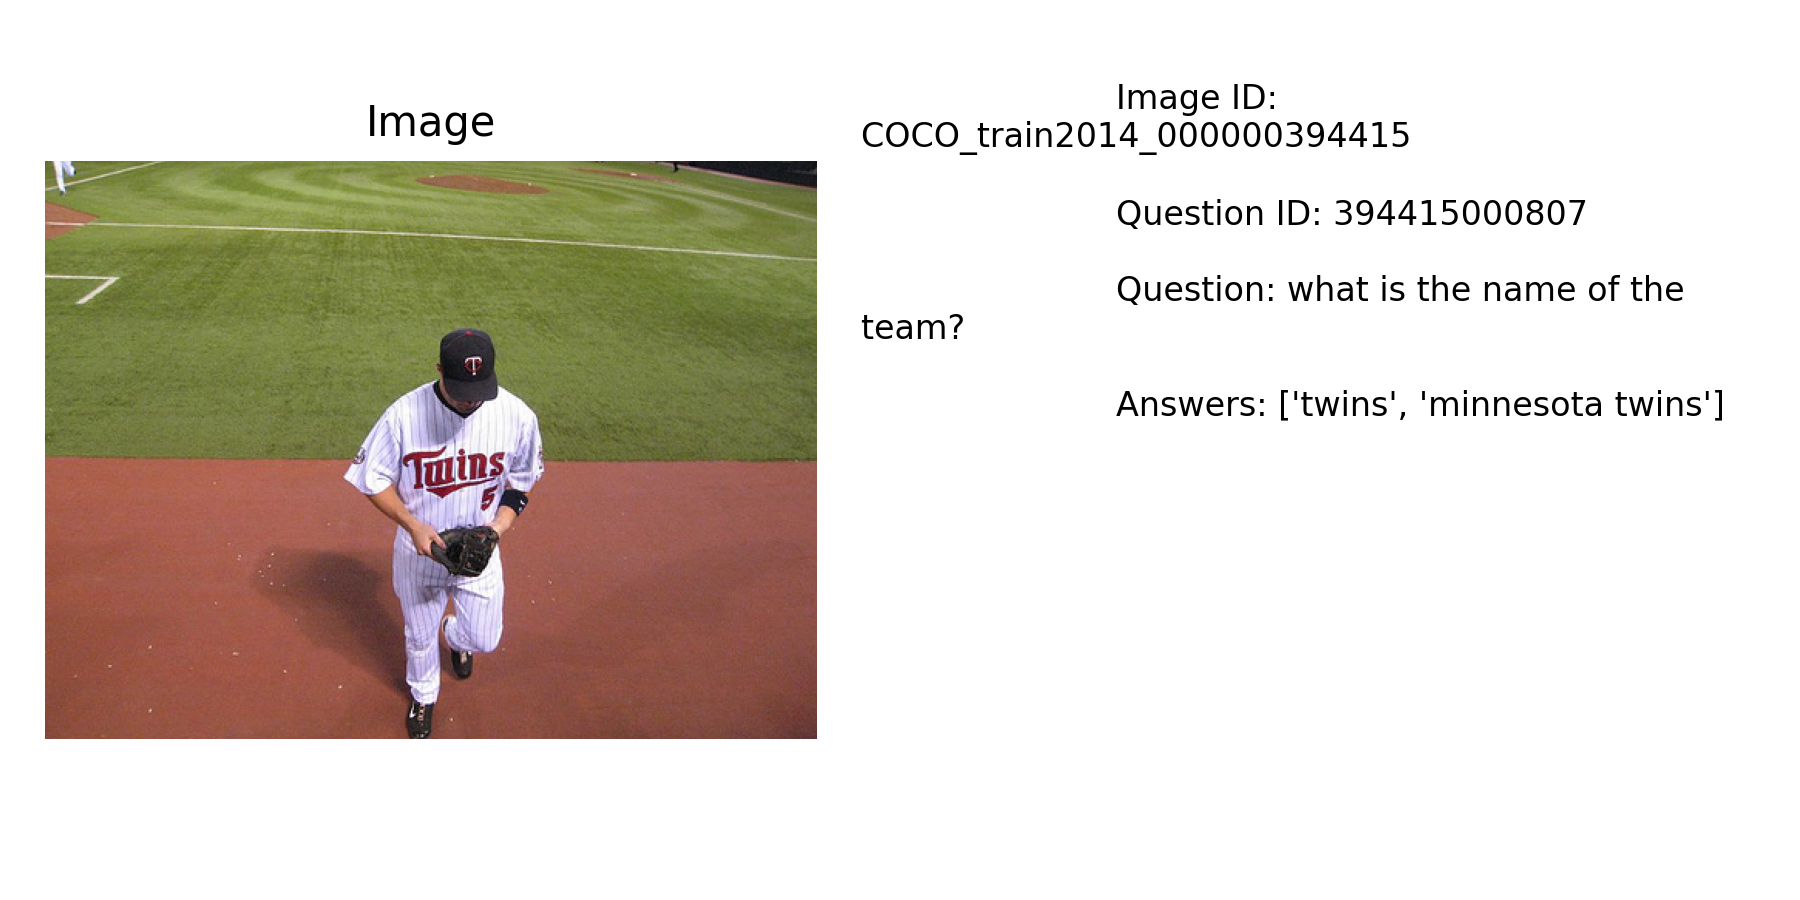 Image
Twins
5
Image ID:
COCO_train2014_000000394415
Question ID: 394415000807
Question: what is the name of the
team?
Answers: ['twins', 'minnesota twins']